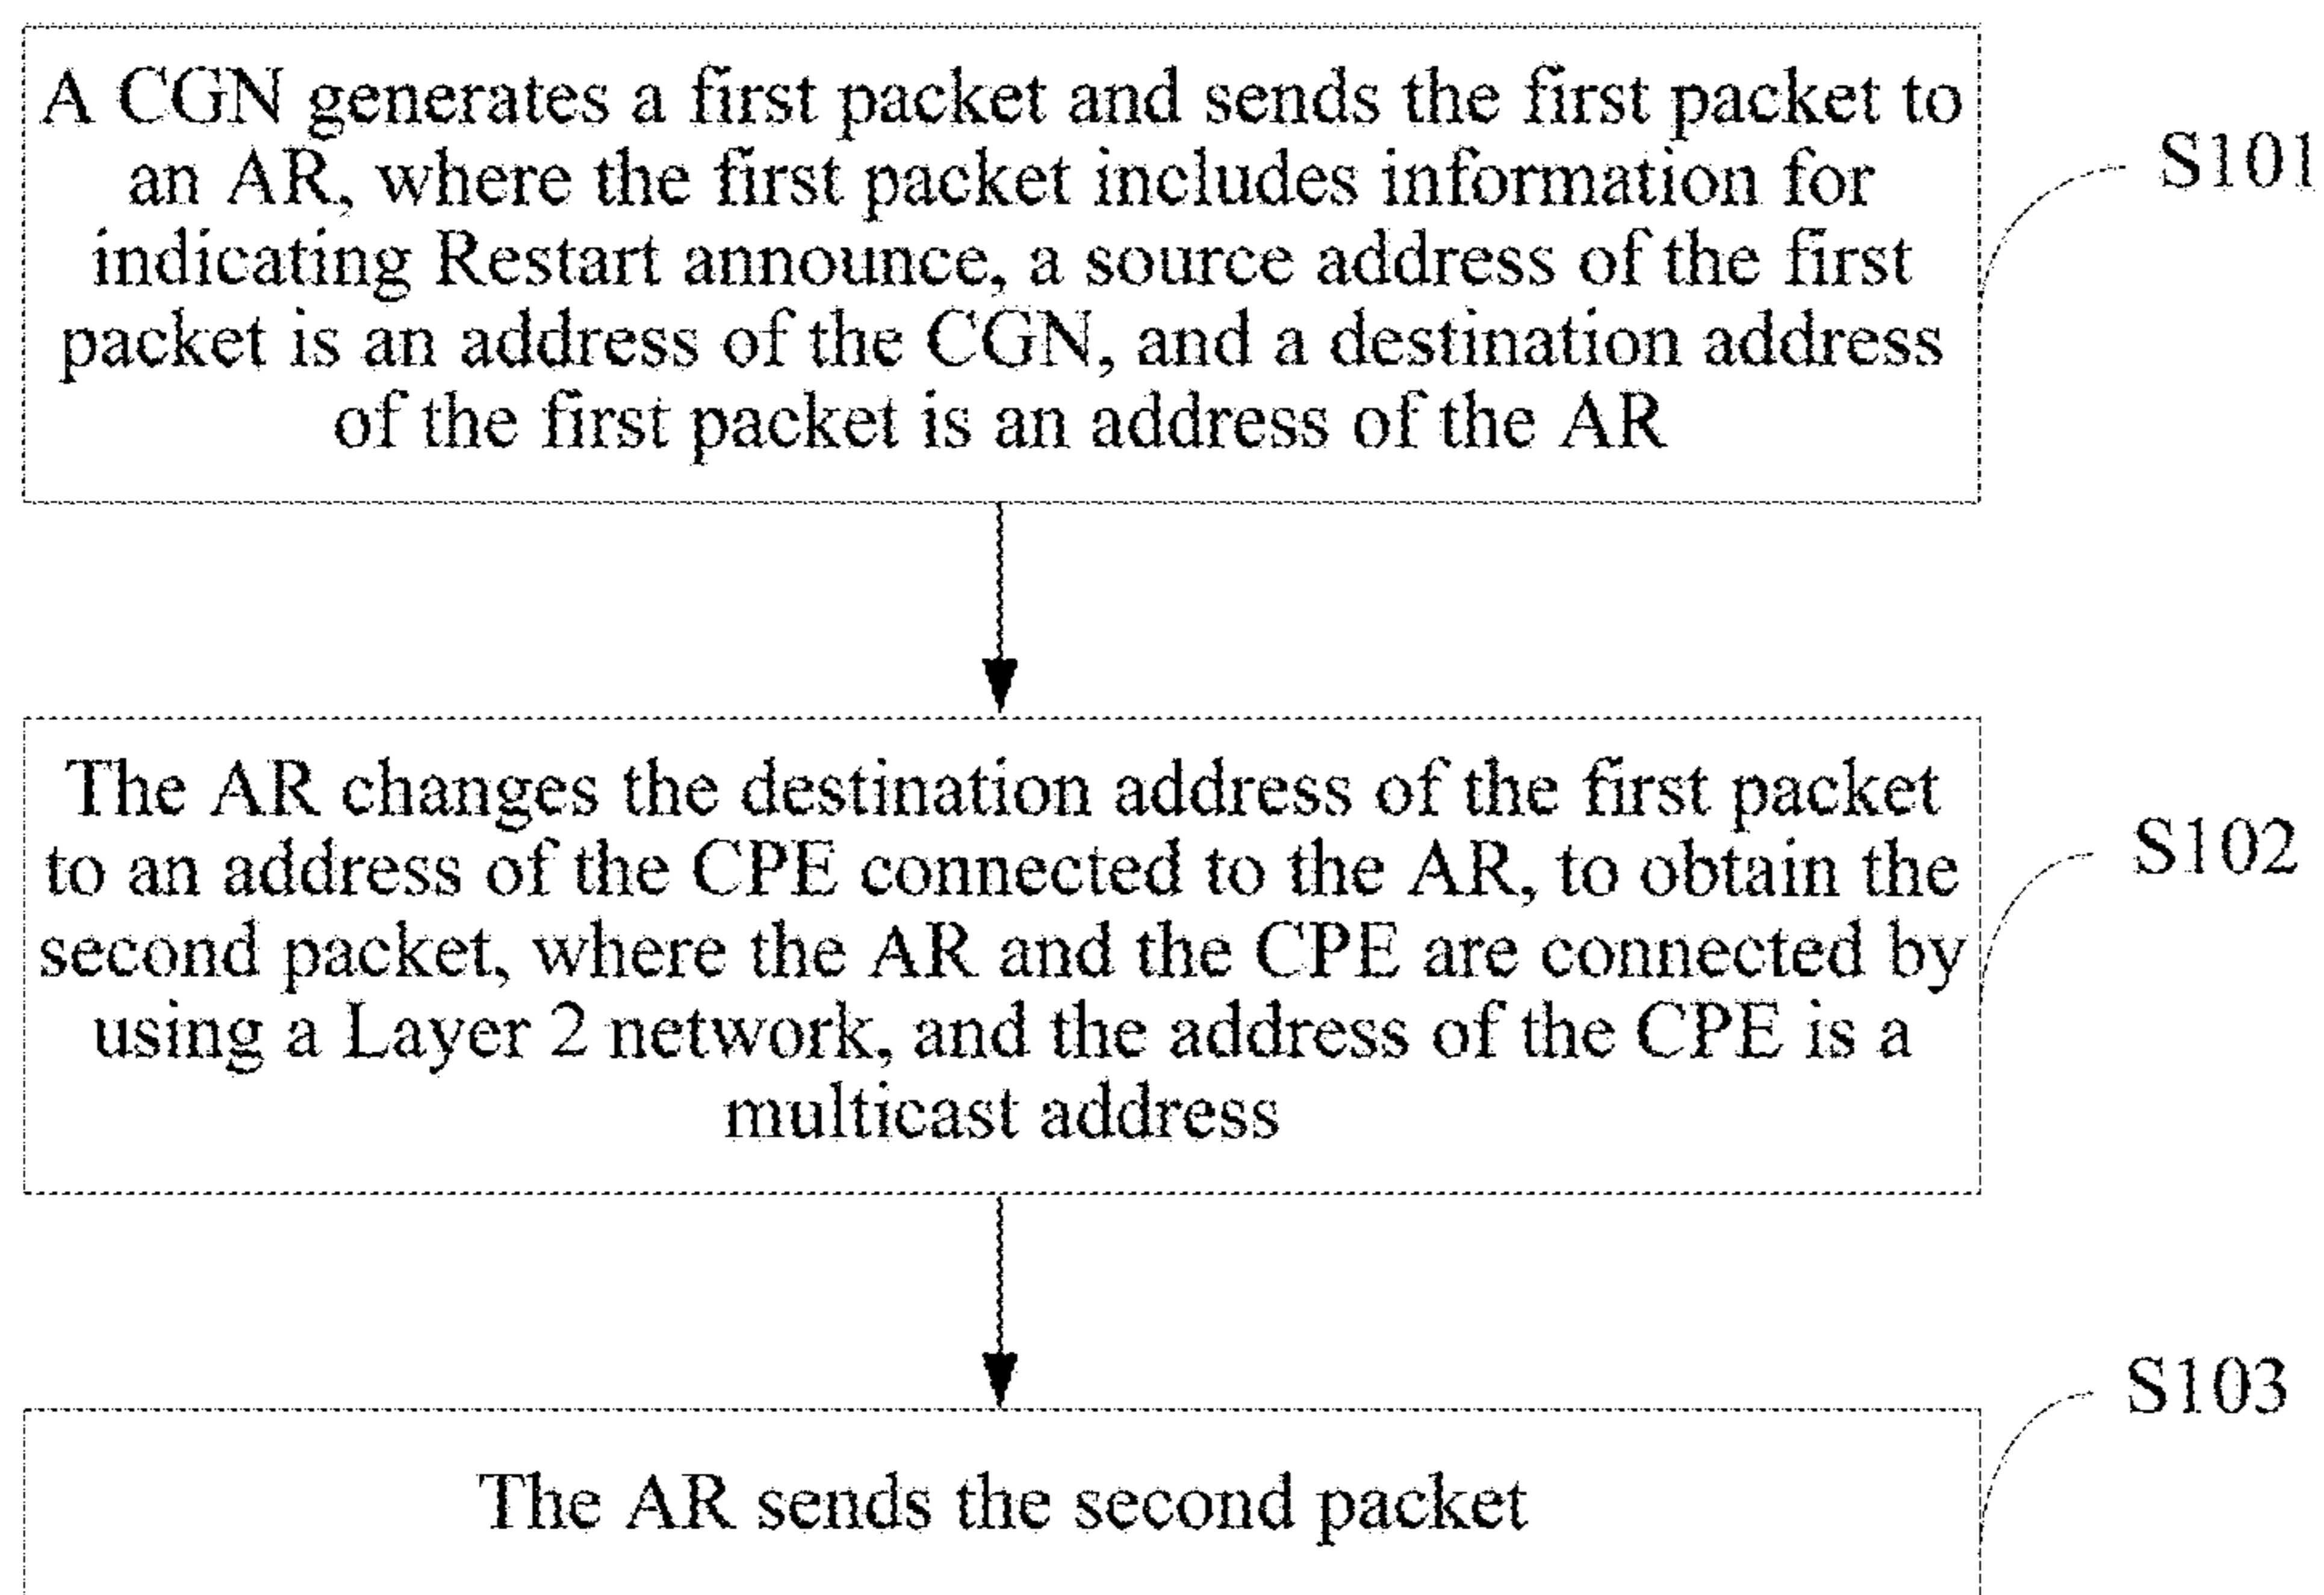 A CGN generates a first packet and sends the first packet to
an AR, where the first packet includes information for
indicating Restart announce, a source address of the first
packet is an address of the CGN, and a destination address
of the first packet is an address of the AR
S101
The AR changes the destination address of the first packet
to an address of the CPE connected to the AR, to obtain the
second packet, where the AR and the CPE are connected by
using a Layer 2 network, and the address of the CPE is a
multicast address
S102
The AR sends the second packet
S103